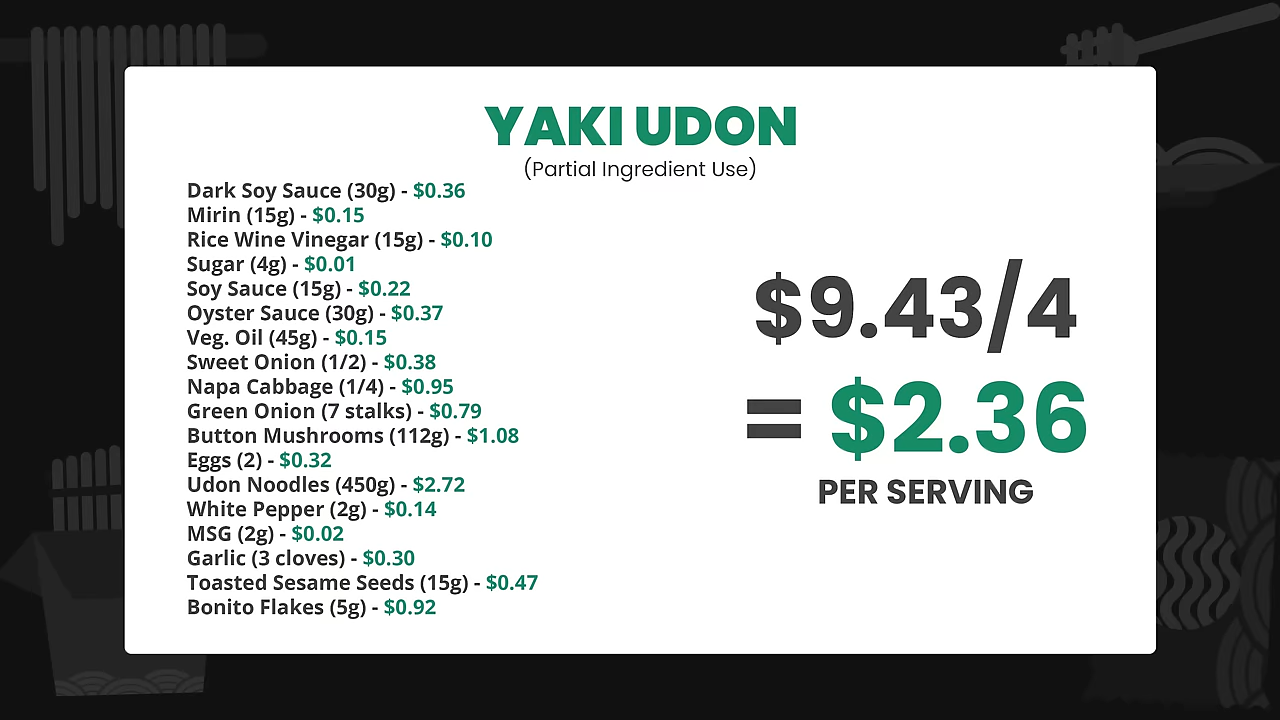 YAKI UDON
(Partial Ingredient Use)
Dark Soy Sauce (30g) - $0.36
Mirin (15g) - $0.15
Rice Wine Vinegar (15g) - $0.10
Sugar (4g) - $0.01
Soy Sauce (15g) - $0.22
Oyster Sauce (30g) - $0.37
Veg. Oil (45g) - $0.15
Sweet Onion (1/2) - $0.38
Napa Cabbage (1/4) - $0.95
Green Onion (7 stalks) - $0.79
Button Mushrooms (112g) - $1.08
Eggs (2) - $0.32
Udon Noodles (450g) - $2.72
White Pepper (2g) - $0.14
MSG (2g) - $0.02
Garlic (3 cloves) - $0.30
Toasted Sesame Seeds (15g) - $0.47
Bonito Flakes (5g) - $0.92
$9.43/4
= $2.36
PER SERVING